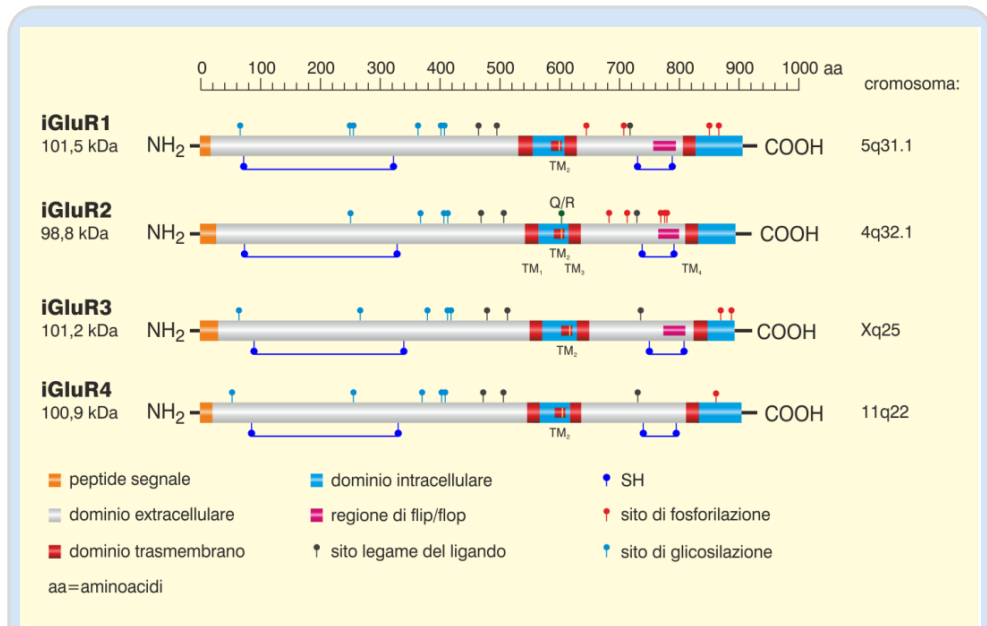 0 100 200 300 400 500 600 700 800 900 1000 aa
cromosoma:
iGluR1
101,5 kDa
NH₂
COOH
5q31.1
TM₂
iGluR2
98,8 kDa
NH₂
Q/R
COOH
4q32.1
TM₂
TM₁
TM₃
TM₄
iGluR3
101,2 kDa
NH₂
COOH
Xq25
TM₂
iGluR4
100,9 kDa
NH₂
COOH
11q22
TM₂
peptide segnale
dominio intracellulare
SH
dominio extracellulare
regione di flip/flop
sito di fosforilazione
dominio trasmembrano
sito legame del ligando
sito di glicosilazione
aa=aminoacidi